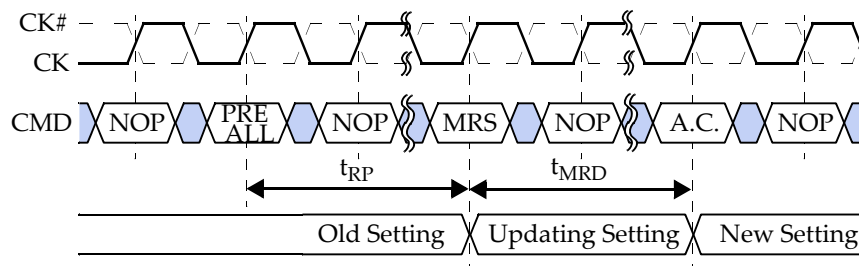 CK#
CK
CMD NOP PRE ALL NOP MRS NOP A.C. NOP
tRP tMRD
Old Setting Updating Setting New Setting